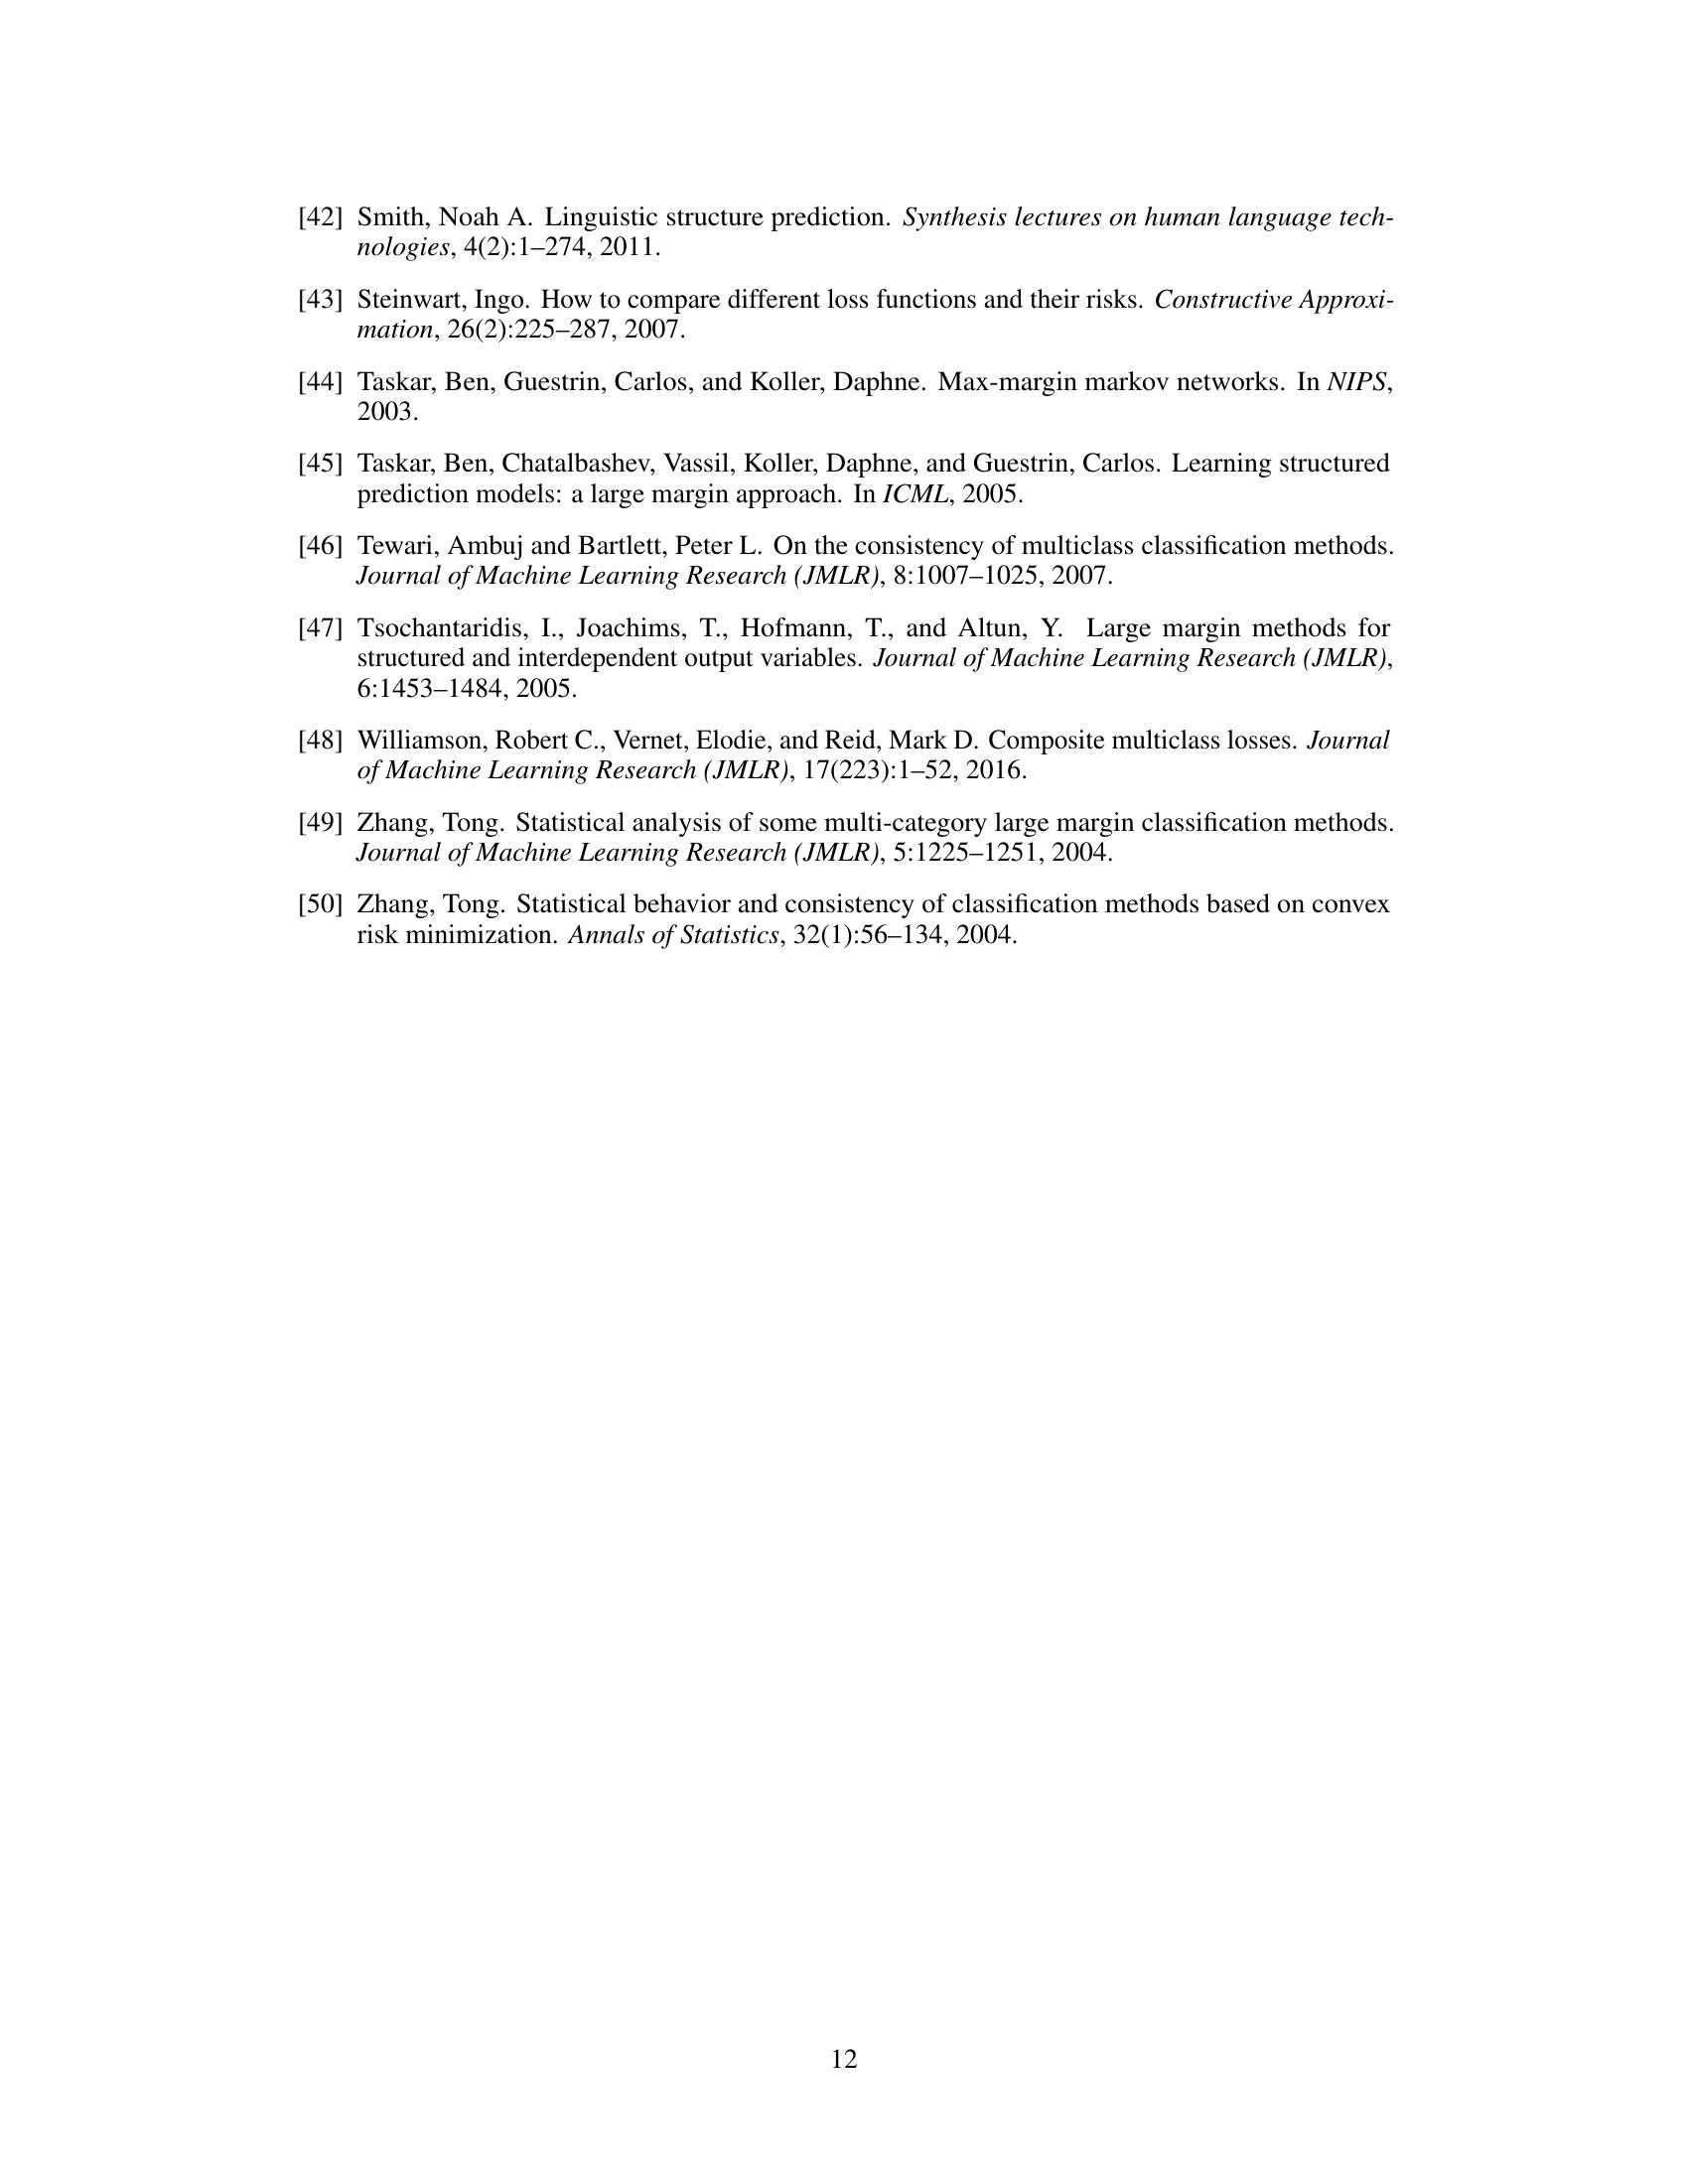 [42] Smith, Noah A. Linguistic structure prediction. Synthesis lectures on human language tech-
nologies, 4(2):1–274, 2011.
[43] Steinwart, Ingo. How to compare different loss functions and their risks. Constructive Approxi-
mation, 26(2):225–287, 2007.
[44] Taskar, Ben, Guestrin, Carlos, and Koller, Daphne. Max-margin markov networks. In NIPS,
2003.
[45] Taskar, Ben, Chatalbashev, Vassil, Koller, Daphne, and Guestrin, Carlos. Learning structured
prediction models: a large margin approach. In ICML, 2005.
[46] Tewari, Ambuj and Bartlett, Peter L. On the consistency of multiclass classification methods.
Journal of Machine Learning Research (JMLR), 8:1007–1025, 2007.
[47] Tsochantaridis, I., Joachims, T., Hofmann, T., and Altun, Y. Large margin methods for
structured and interdependent output variables. Journal of Machine Learning Research (JMLR),
6:1453–1484, 2005.
[48] Williamson, Robert C., Vernet, Elodie, and Reid, Mark D. Composite multiclass losses. Journal
of Machine Learning Research (JMLR), 17(223):1–52, 2016.
[49] Zhang, Tong. Statistical analysis of some multi-category large margin classification methods.
Journal of Machine Learning Research (JMLR), 5:1225–1251, 2004.
[50] Zhang, Tong. Statistical behavior and consistency of classification methods based on convex
risk minimization. Annals of Statistics, 32(1):56–134, 2004.
12